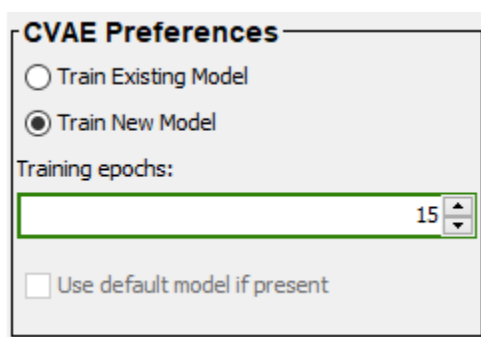 CVAE Preferences
Train Existing Model
Train New Model
Training epochs:
15
Use default model if present